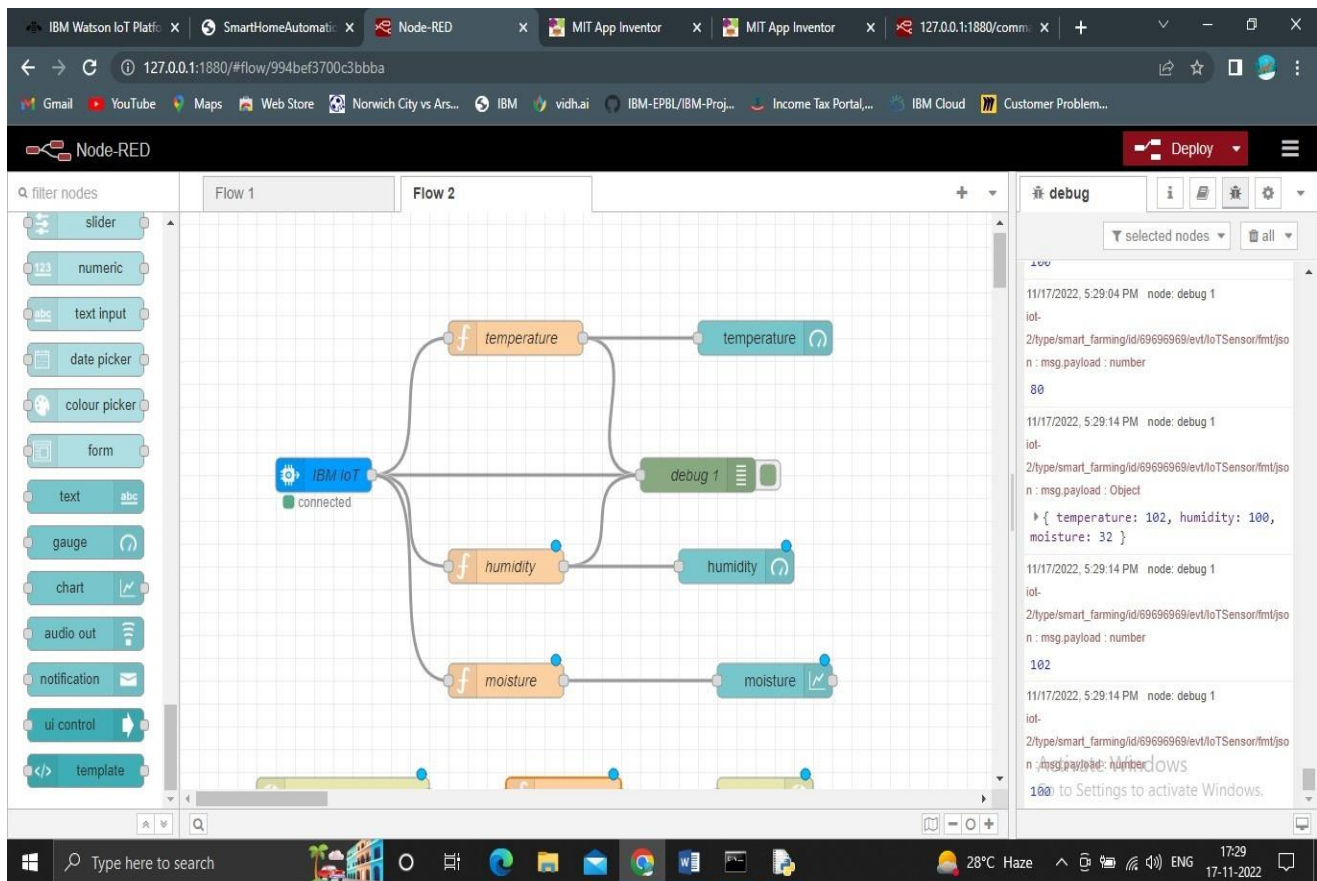 IBM Watson IoT Platfo
SmartHomeAutomatic
Node-RED
MIT App Inventor
MIT App Inventor
127.0.0.1:1880/comm
127.0.0.1:1880/#flow/994bef3700c3bbba
Gmail
YouTube
Maps
Web Store
Norwich City vs Ars...
IBM
vidh.ai
IBM-EPBL/IBM-Proj...
Income Tax Portal,...
IBM Cloud
Customer Problem...
Node-RED
Deploy
filter nodes
Flow 1
Flow 2
debug
selected nodes
all
slider
123 numeric
abc text input
date picker
colour picker
form
text abc
gauge
chart
audio out
notification
ui control
</> template
temperature
temperature
IBM IoT
connected
debug 1
humidity
humidity
moisture
moisture
100
11/17/2022, 5:29:04 PM node: debug 1
iot-
2/type/smart_farming/id/69696969/evt/IoTSensor/fmt/jso
n : msg.payload : number
80
11/17/2022, 5:29:14 PM node: debug 1
iot-
2/type/smart_farming/id/69696969/evt/IoTSensor/fmt/jso
n : msg.payload : Object
{ temperature: 102, humidity: 100,
moisture: 32 }
11/17/2022, 5:29:14 PM node: debug 1
iot-
2/type/smart_farming/id/69696969/evt/IoTSensor/fmt/jso
n : msg.payload : number
102
11/17/2022, 5:29:14 PM node: debug 1
iot-
2/type/smart_farming/id/69696969/evt/IoTSensor/fmt/jso
n : msg.payload : number
100
Activate Windows
Go to Settings to activate Windows.
Type here to search
28°C Haze
ENG
17:29
17-11-2022